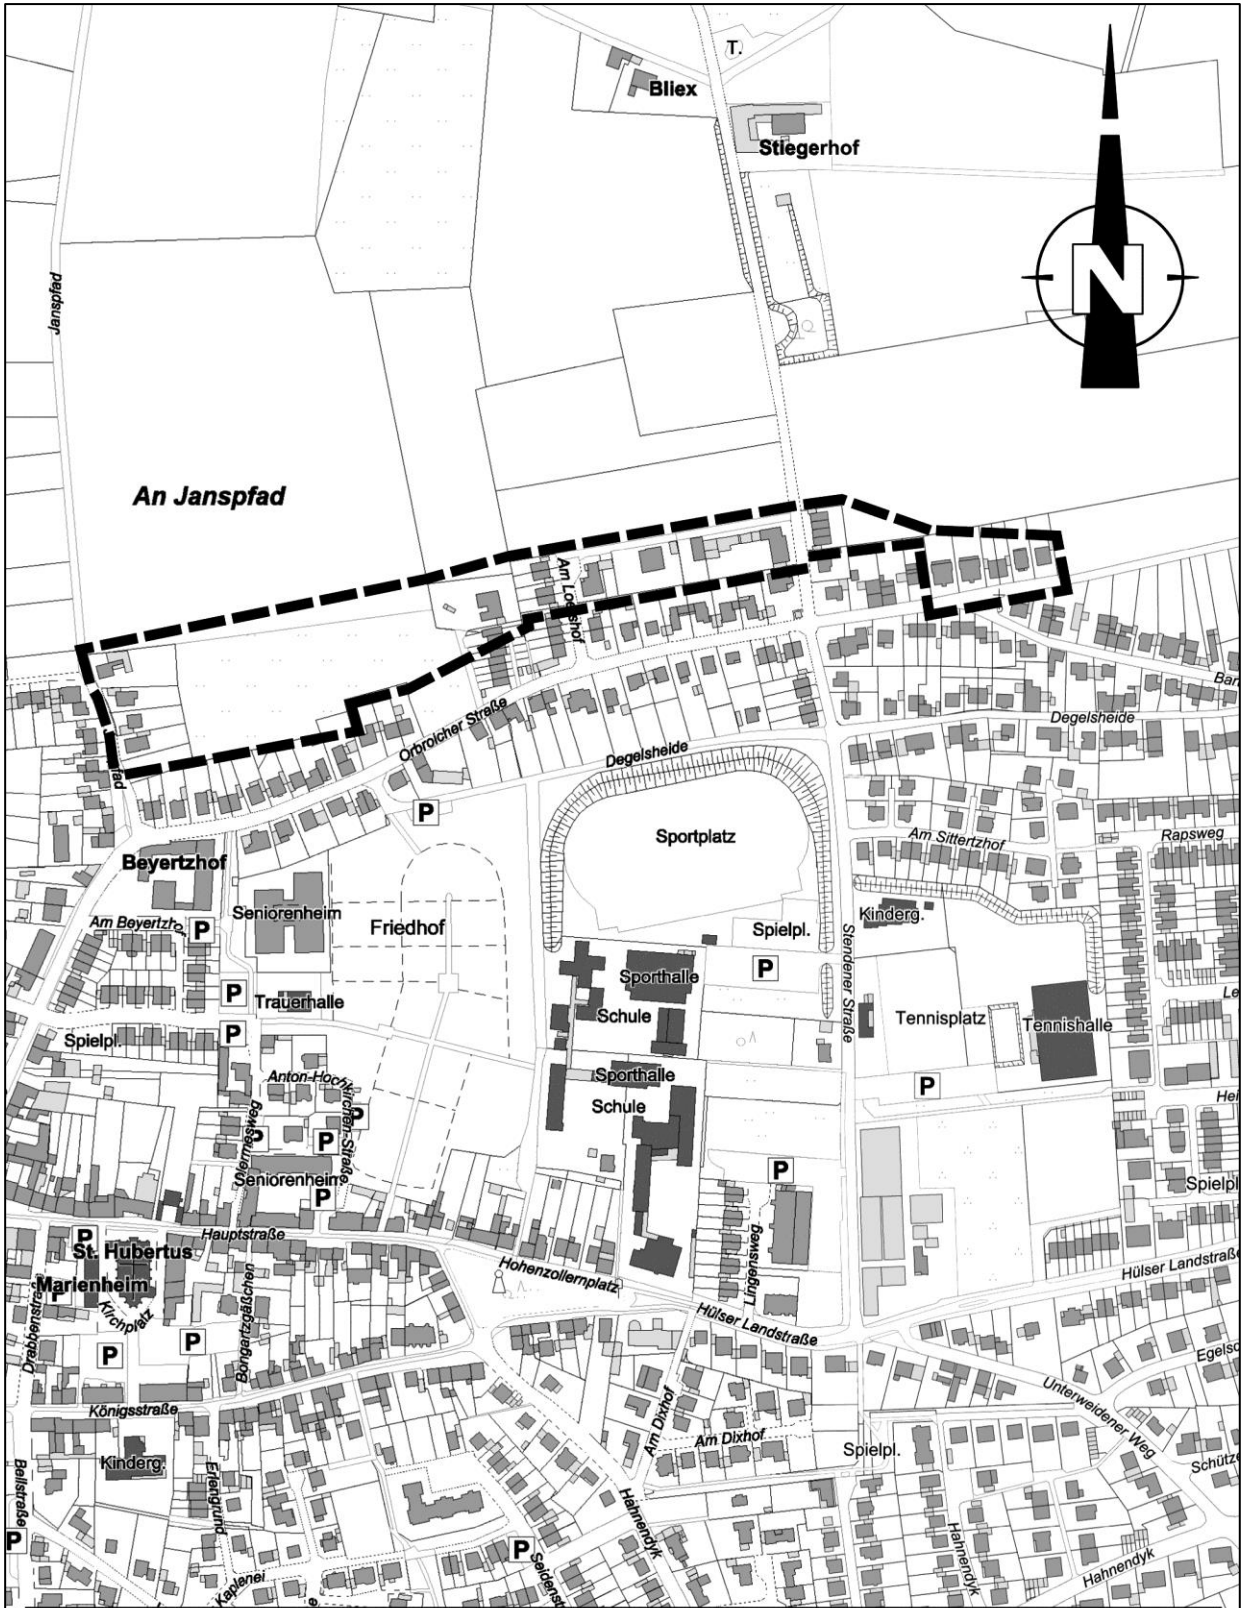 T.
Bliex
Stiegerhof
N
Janspfad
An Janspfad
Am Loershof
Orbroicher Straße
Degelsheide
Degelsheide
P
Sportplatz
Am Sittertzhof
Rapsweg
Beyertzhof
Seniorenheim
Friedhof
Am Beyertzhof
P
Kinderg.
Spielpl.
Stendener Straße
Sporthalle
P
P
Trauerhalle
Schule
Tennisplatz
Tennishalle
Spielpl.
P
Sporthalle
Anton-Hochkirchen-Straße
P
Schule
P
P
P
Seniorenheim
P
P
Spielpl.
Hauptstraße
P
St. Hubertus
Marienheim
P
Kirchplatz
Hohenzollernplatz
Lingensweg
Hülser Landstraße
Hülser Landstraße
Drabbenstraße
Bongartzgäßchen
P
P
Unterweidener Weg
Königsstraße
Am Dixhof
Am Dixhof
Spielpl.
Kinderg.
Bellstraße
Erlengrund
Hahnendyk
Hahnendyk
Hahnendyk
P
P
Kaplenei